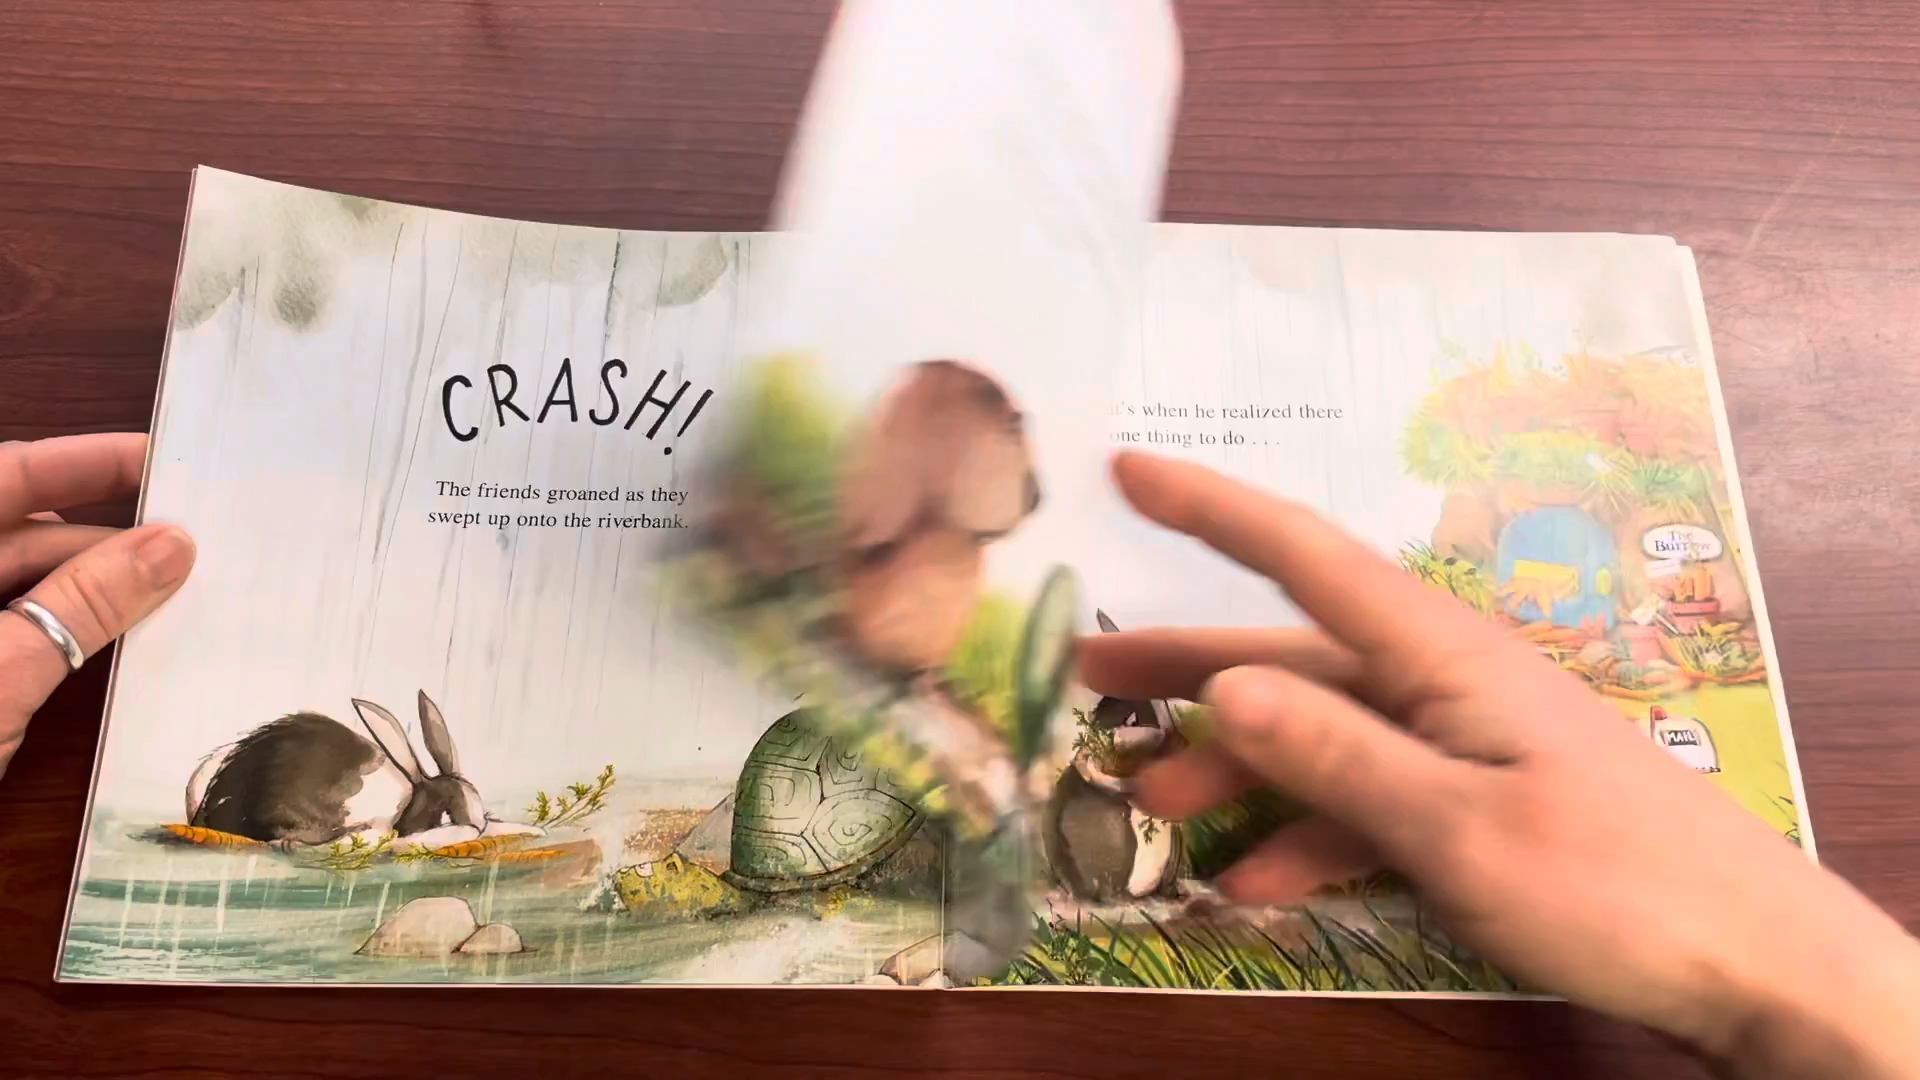 CRASH!
The friends groaned as they
swept up onto the riverbank.
when he realized there
one thing to do . . .
The
Burrow
MAIL